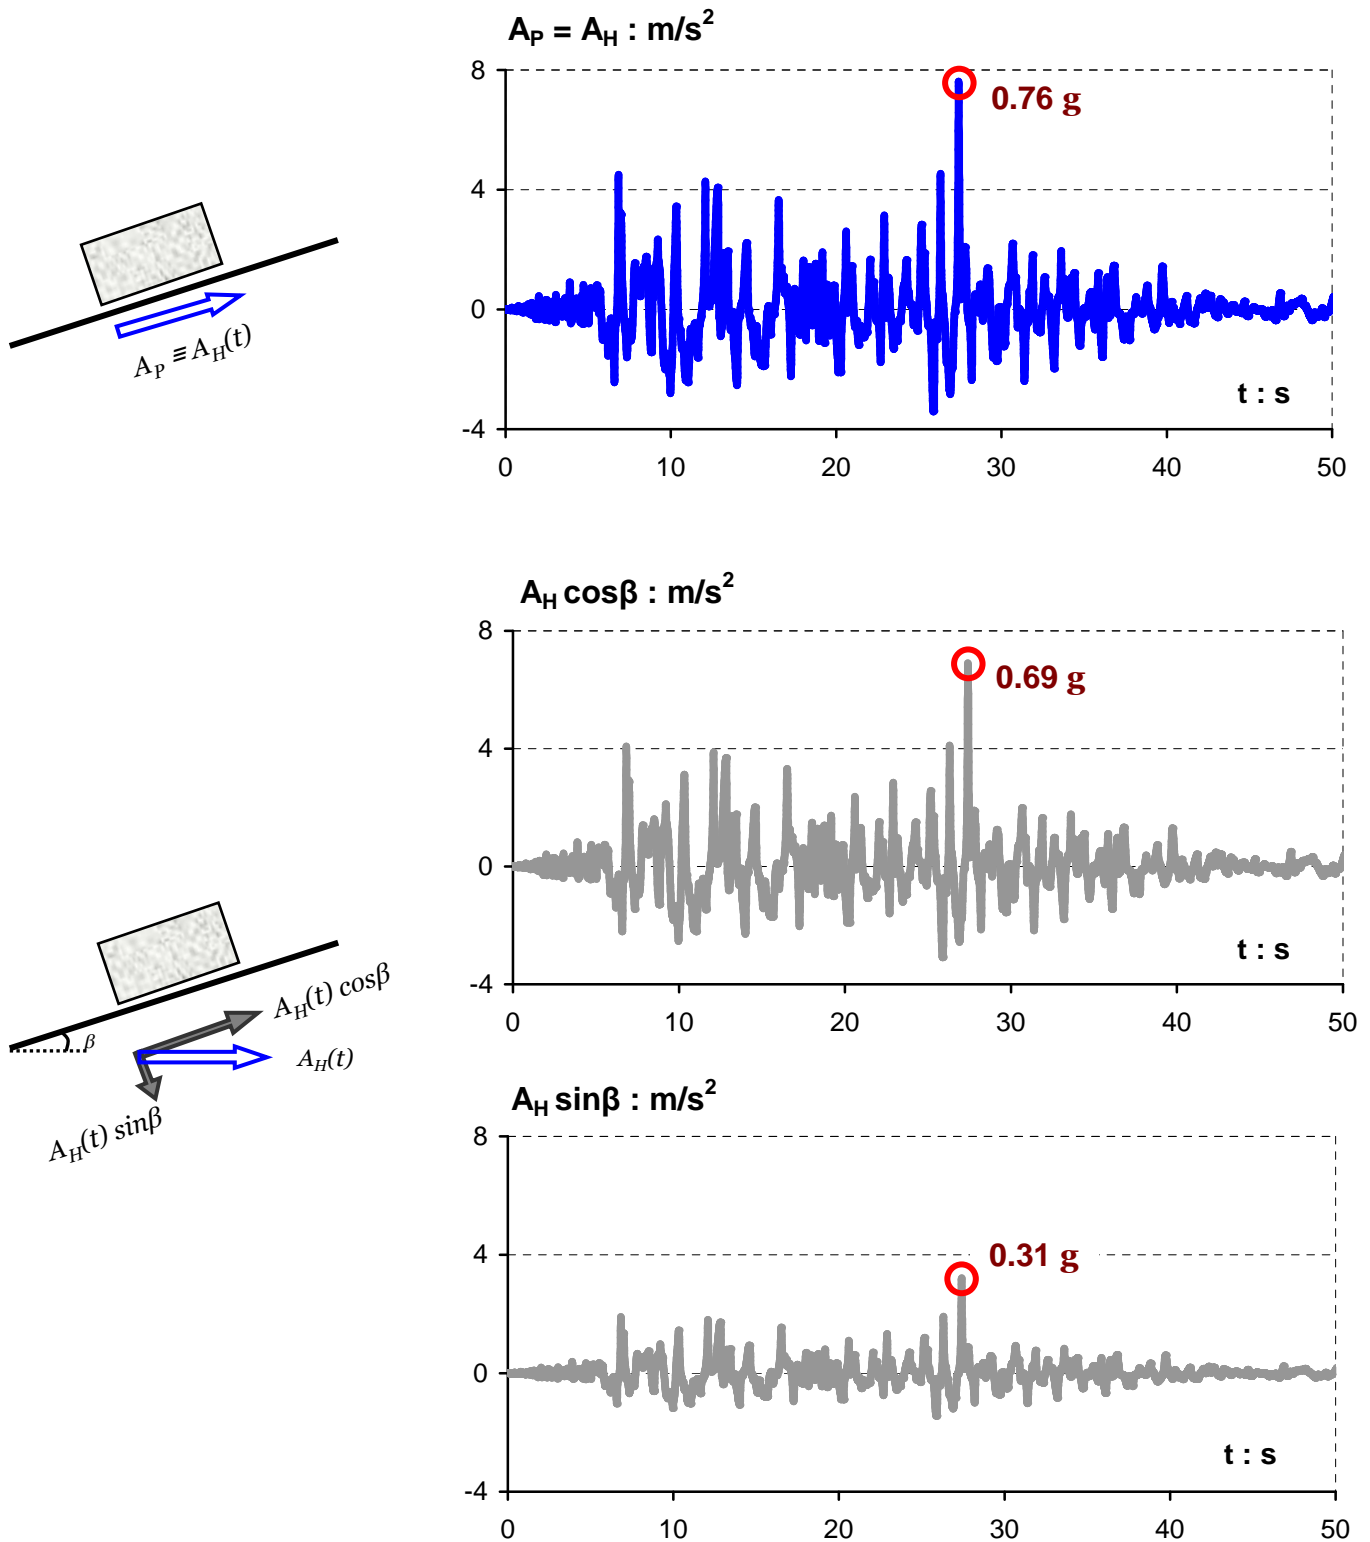 A_P = A_H : m/s²
8
0.76 g
4
0
t : s
-4
0 10 20 30 40 50
A_P ≡ A_H(t)
A_H cosβ : m/s²
8
0.69 g
4
0
t : s
-4
0 10 20 30 40 50
A_H(t) cosβ
β
A_H(t)
A_H(t) sinβ
A_H sinβ : m/s²
8
4
0.31 g
0
t : s
-4
0 10 20 30 40 50